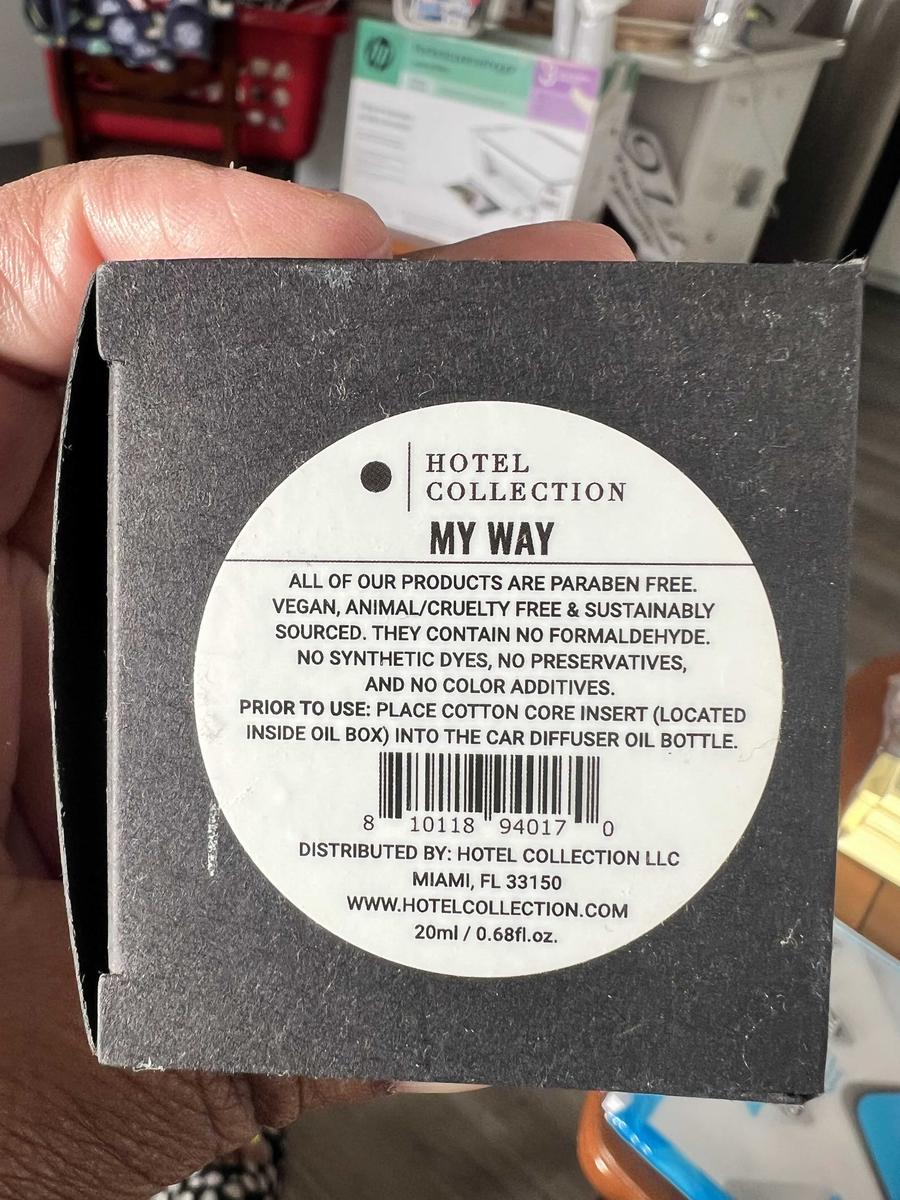 hp
3
HOTEL
COLLECTION
MY WAY
ALL OF OUR PRODUCTS ARE PARABEN FREE.
VEGAN, ANIMAL/CRUELTY FREE & SUSTAINABLY
SOURCED. THEY CONTAIN NO FORMALDEHYDE.
NO SYNTHETIC DYES, NO PRESERVATIVES,
AND NO COLOR ADDITIVES.
PRIOR TO USE: PLACE COTTON CORE INSERT (LOCATED
INSIDE OIL BOX) INTO THE CAR DIFFUSER OIL BOTTLE.
8 10118 94017 0
DISTRIBUTED BY: HOTEL COLLECTION LLC
MIAMI, FL 33150
WWW.HOTELCOLLECTION.COM
20ml / 0.68fl.oz.